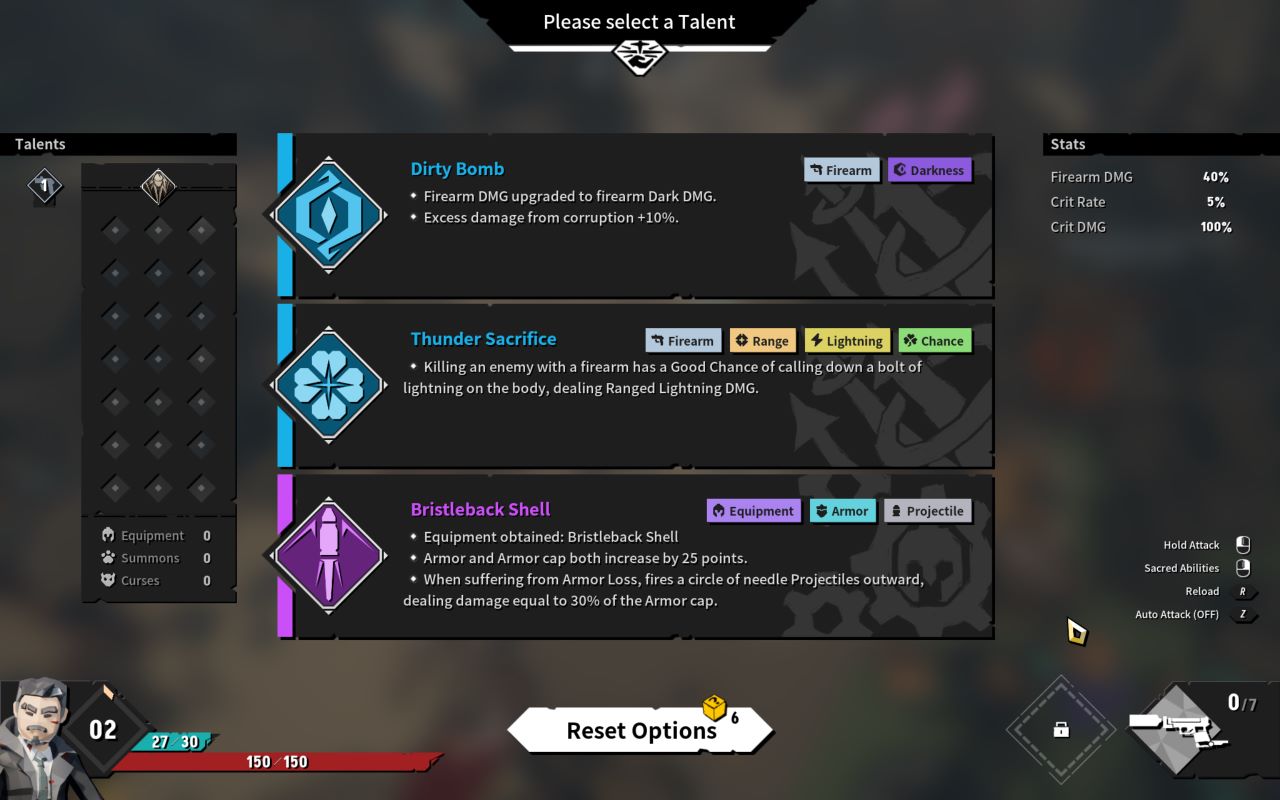 Please select a Talent
Talents
1
Equipment 0
Summons 0
Curses 0
Dirty Bomb
Firearm
Darkness
Firearm DMG upgraded to firearm Dark DMG.
Excess damage from corruption +10%.
Thunder Sacrifice
Firearm
Range
Lightning
Chance
Killing an enemy with a firearm has a Good Chance of calling down a bolt of
lightning on the body, dealing Ranged Lightning DMG.
Bristleback Shell
Equipment
Armor
Projectile
Equipment obtained: Bristleback Shell
Armor and Armor cap both increase by 25 points.
When suffering from Armor Loss, fires a circle of needle Projectiles outward,
dealing damage equal to 30% of the Armor cap.
Stats
Firearm DMG 40%
Crit Rate 5%
Crit DMG 100%
Hold Attack
Sacred Abilities
Reload R
Auto Attack (OFF) Z
02
27/30
150/150
Reset Options
6
0/7